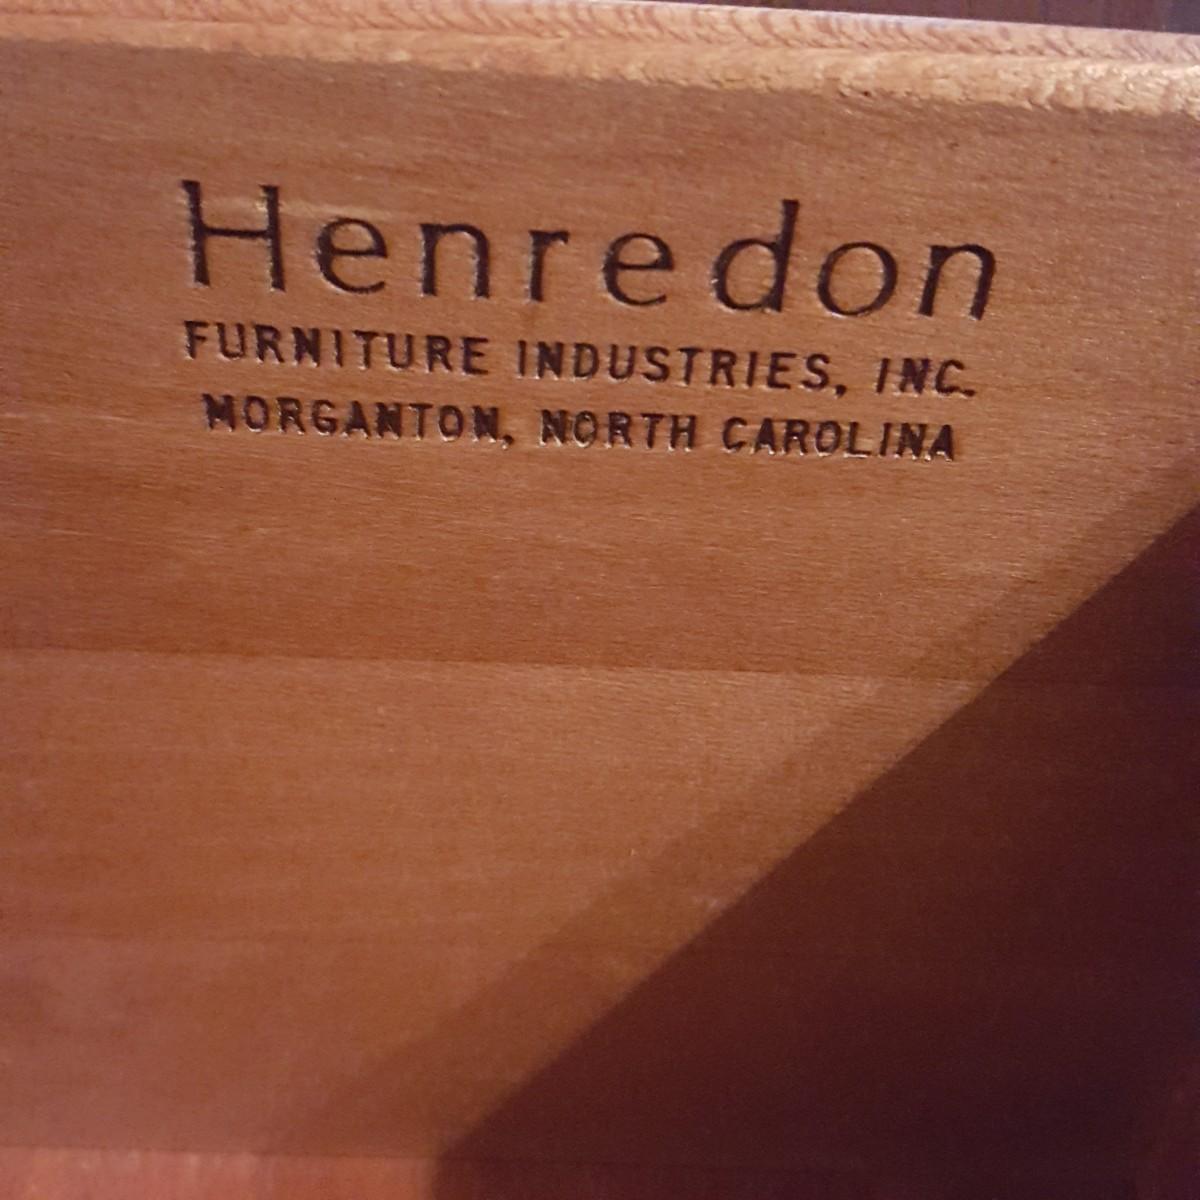 Henredon
FURNITURE INDUSTRIES, INC.
MORGANTON, NORTH CAROLINA